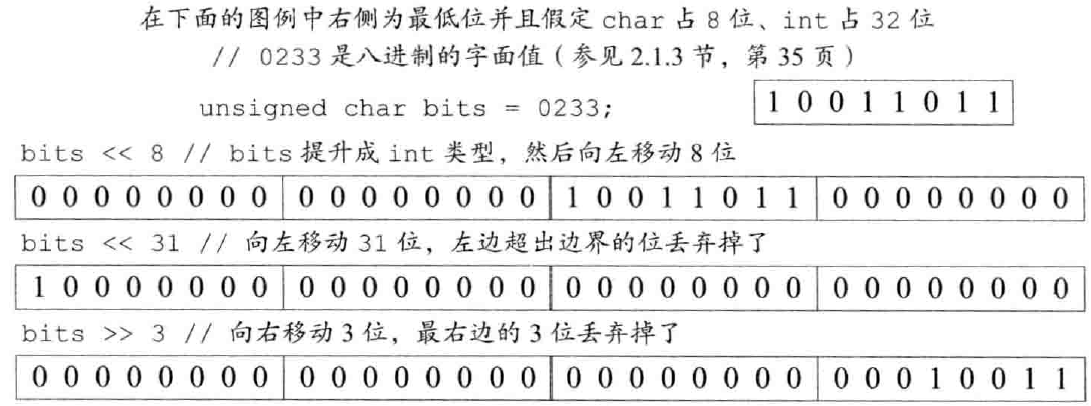 在下面的图例中右侧为最低位并且假定 char 占 8 位、int 占 32 位
// 0233 是八进制的字面值（参见 2.1.3 节，第 35 页）
unsigned char bits = 0233; 1 0 0 1 1 0 1 1
bits << 8 // bits 提升成 int 类型，然后向左移动 8 位
0 0 0 0 0 0 0 0 0 0 0 0 0 0 0 0 1 0 0 1 1 0 1 1 0 0 0 0 0 0 0 0
bits << 31 // 向左移动 31 位，左边超出边界的位丢弃掉了
1 0 0 0 0 0 0 0 0 0 0 0 0 0 0 0 0 0 0 0 0 0 0 0 0 0 0 0 0 0 0 0
bits >> 3 // 向右移动 3 位，最右边的 3 位丢弃掉了
0 0 0 0 0 0 0 0 0 0 0 0 0 0 0 0 0 0 0 0 0 0 0 0 0 0 0 1 0 0 1 1